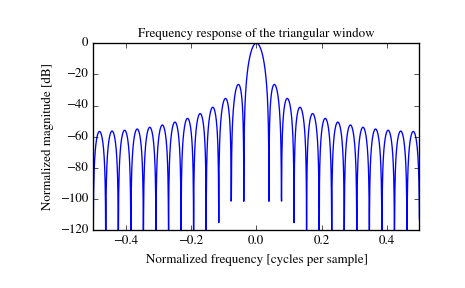 Frequency response of the triangular window
Normalized magnitude [dB]
0
−20
−40
−60
−80
−100
−120
−0.4 −0.2 0.0 0.2 0.4
Normalized frequency [cycles per sample]